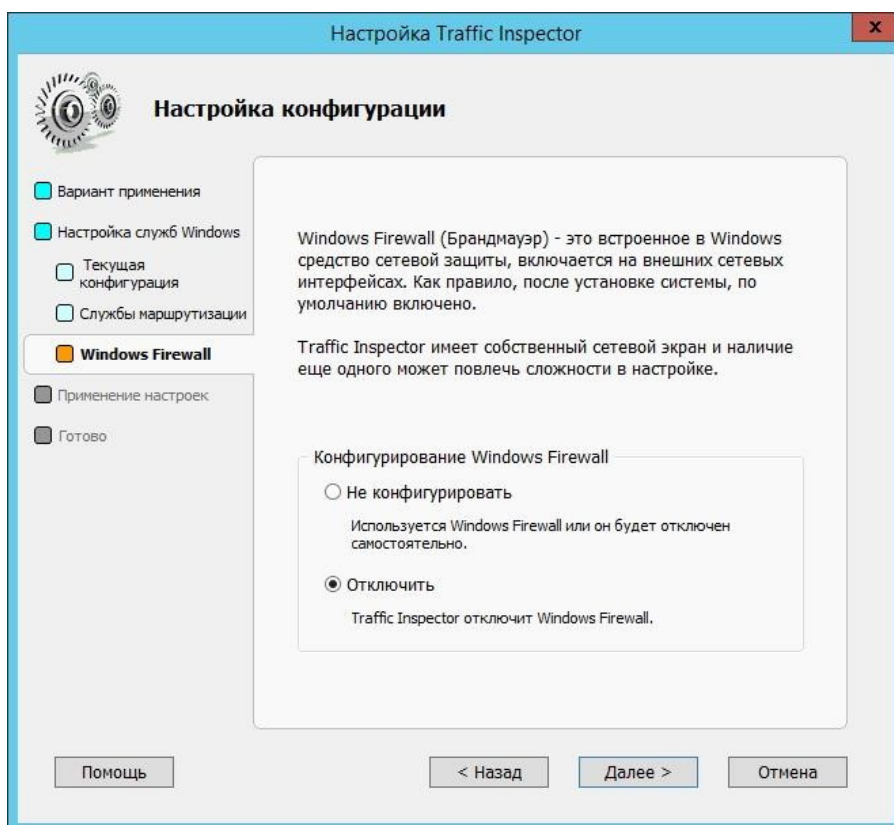 Настройка Traffic Inspector
x
Настройка конфигурации
Вариант применения
Настройка служб Windows
Текущая
конфигурация
Службы маршрутизации
Windows Firewall
Применение настроек
Готово
Windows Firewall (Брандмауэр) - это встроенное в Windows
средство сетевой защиты, включается на внешних сетевых
интерфейсах. Как правило, после установке системы, по
умолчанию включено.
Traffic Inspector имеет собственный сетевой экран и наличие
еще одного может повлечь сложности в настройке.
Конфигурирование Windows Firewall
Не конфигурировать
Используется Windows Firewall или он будет отключен
самостоятельно.
Отключить
Traffic Inspector отключит Windows Firewall.
Помощь
< Назад
Далее >
Отмена